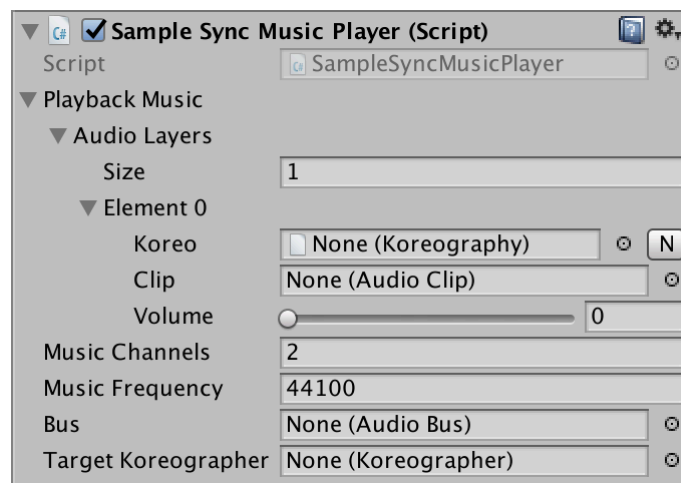 Sample Sync Music Player (Script)
Script SampleSyncMusicPlayer
Playback Music
Audio Layers
Size 1
Element 0
Koreo None (Koreography) N
Clip None (Audio Clip)
Volume 0
Music Channels 2
Music Frequency 44100
Bus None (Audio Bus)
Target Koreographer None (Koreographer)